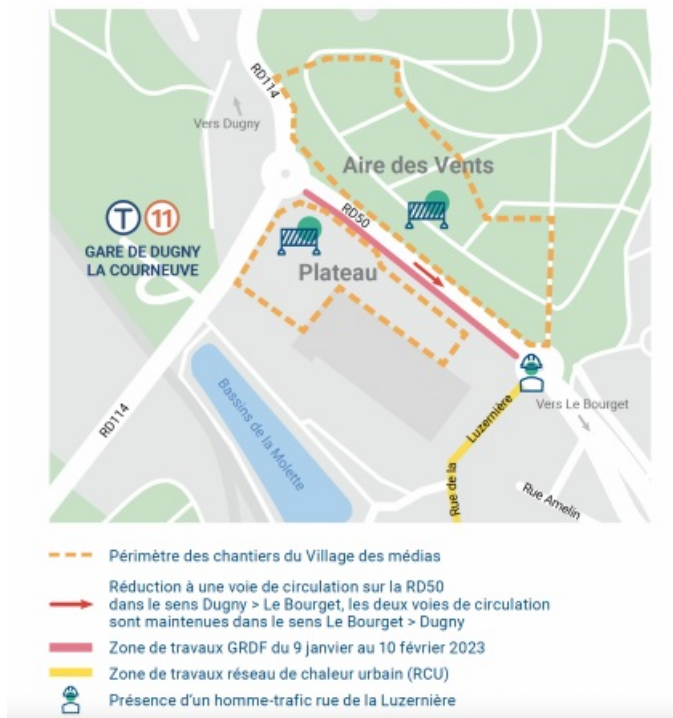 RD114
Vers Dugny
Aire des Vents
T 11
GARE DE DUGNY
LA COURNEUVE
RD50
Plateau
RD114
Bassins de la Molette
Vers Le Bourget
Rue de la Luzernière
Rue Amelin
Périmètre des chantiers du Village des médias
Réduction à une voie de circulation sur la RD50
dans le sens Dugny > Le Bourget, les deux voies de circulation
sont maintenues dans le sens Le Bourget > Dugny
Zone de travaux GRDF du 9 janvier au 10 février 2023
Zone de travaux réseau de chaleur urbain (RCU)
Présence d'un homme-trafic rue de la Luzernière